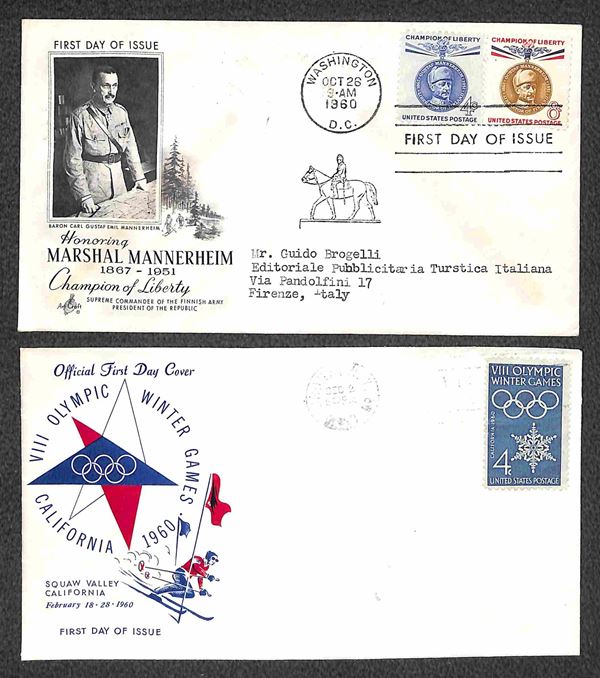 FIRST DAY OF ISSUE
BARON CARL GUSTAF EMIL MANNERHEIM
Honoring
MARSHAL MANNERHEIM
1867 - 1951
Champion of Liberty
SUPREME COMMANDER OF THE FINNISH ARMY
PRESIDENT OF THE REPUBLIC
ArtCraft
WASHINGTON
OCT 26
9-AM
1960
D.C.
CHAMPION OF LIBERTY
4¢
UNITED STATES POSTAGE
CHAMPION OF LIBERTY
8¢
UNITED STATES POSTAGE
FIRST DAY OF ISSUE
Mr. Guido Brogelli
Editoriale Pubblicitaria Turstica Italiana
Via Pandolfini 17
Firenze, Italy
Official First Day Cover
VIII OLYMPIC WINTER GAMES
CALIFORNIA 1960
SQUAW VALLEY
CALIFORNIA
February 18-28-1960
FIRST DAY OF ISSUE
VIII OLYMPIC
WINTER GAMES
CALIFORNIA 1960
4¢
UNITED STATES POSTAGE